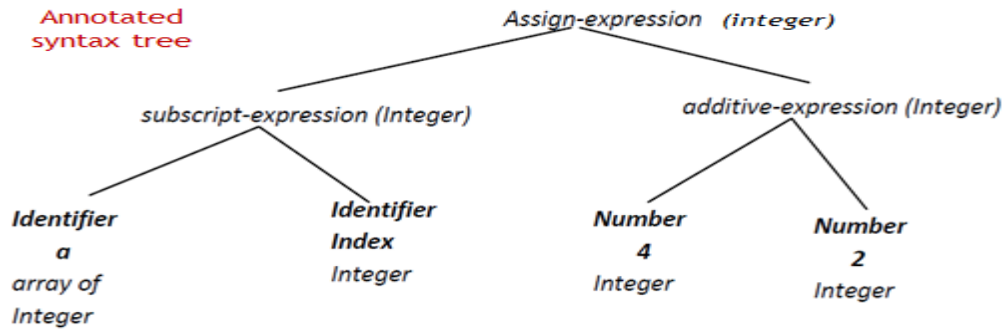 Annotated
syntax tree
Assign-expression (integer)
subscript-expression (Integer)
additive-expression (Integer)
Identifier
a
array of
Integer
Identifier
Index
Integer
Number
4
Integer
Number
2
Integer